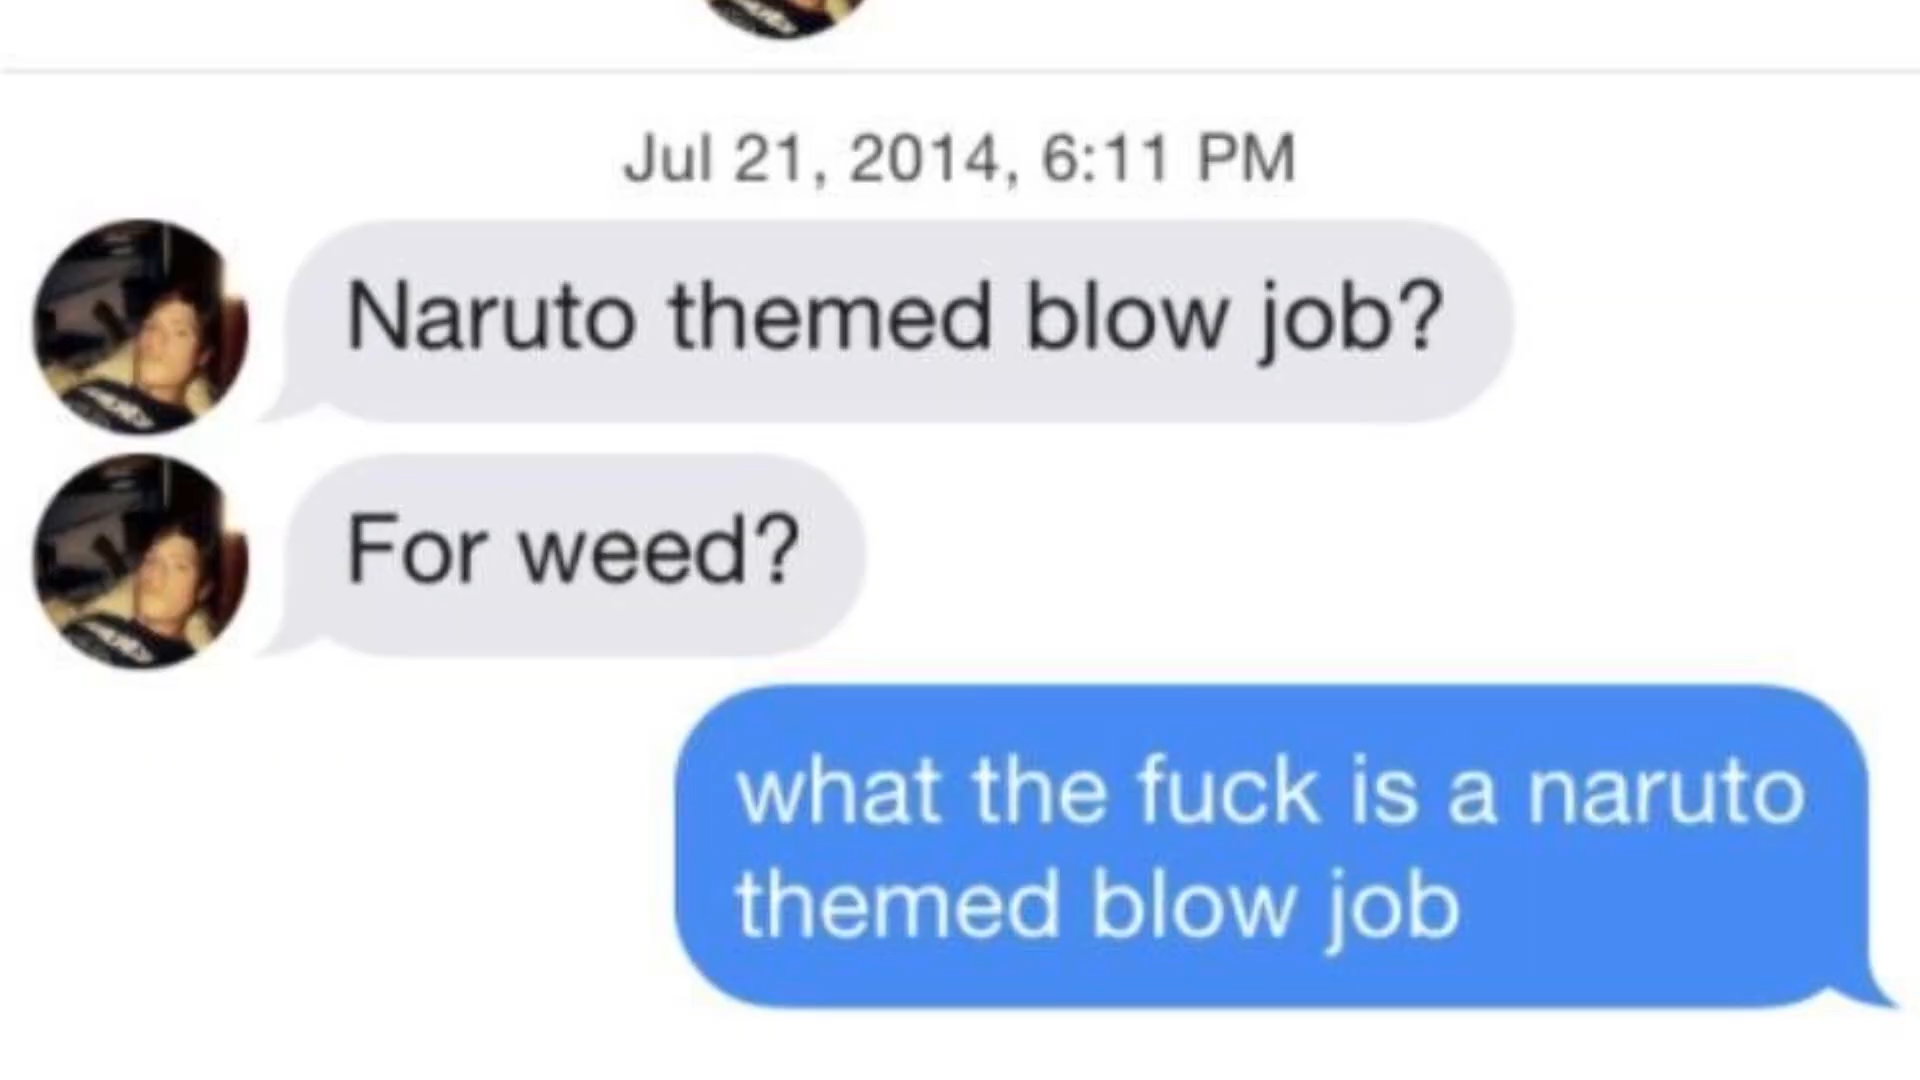 Jul 21, 2014, 6:11 PM
Naruto themed blow job?
For weed?
what the fuck is a naruto
themed blow job